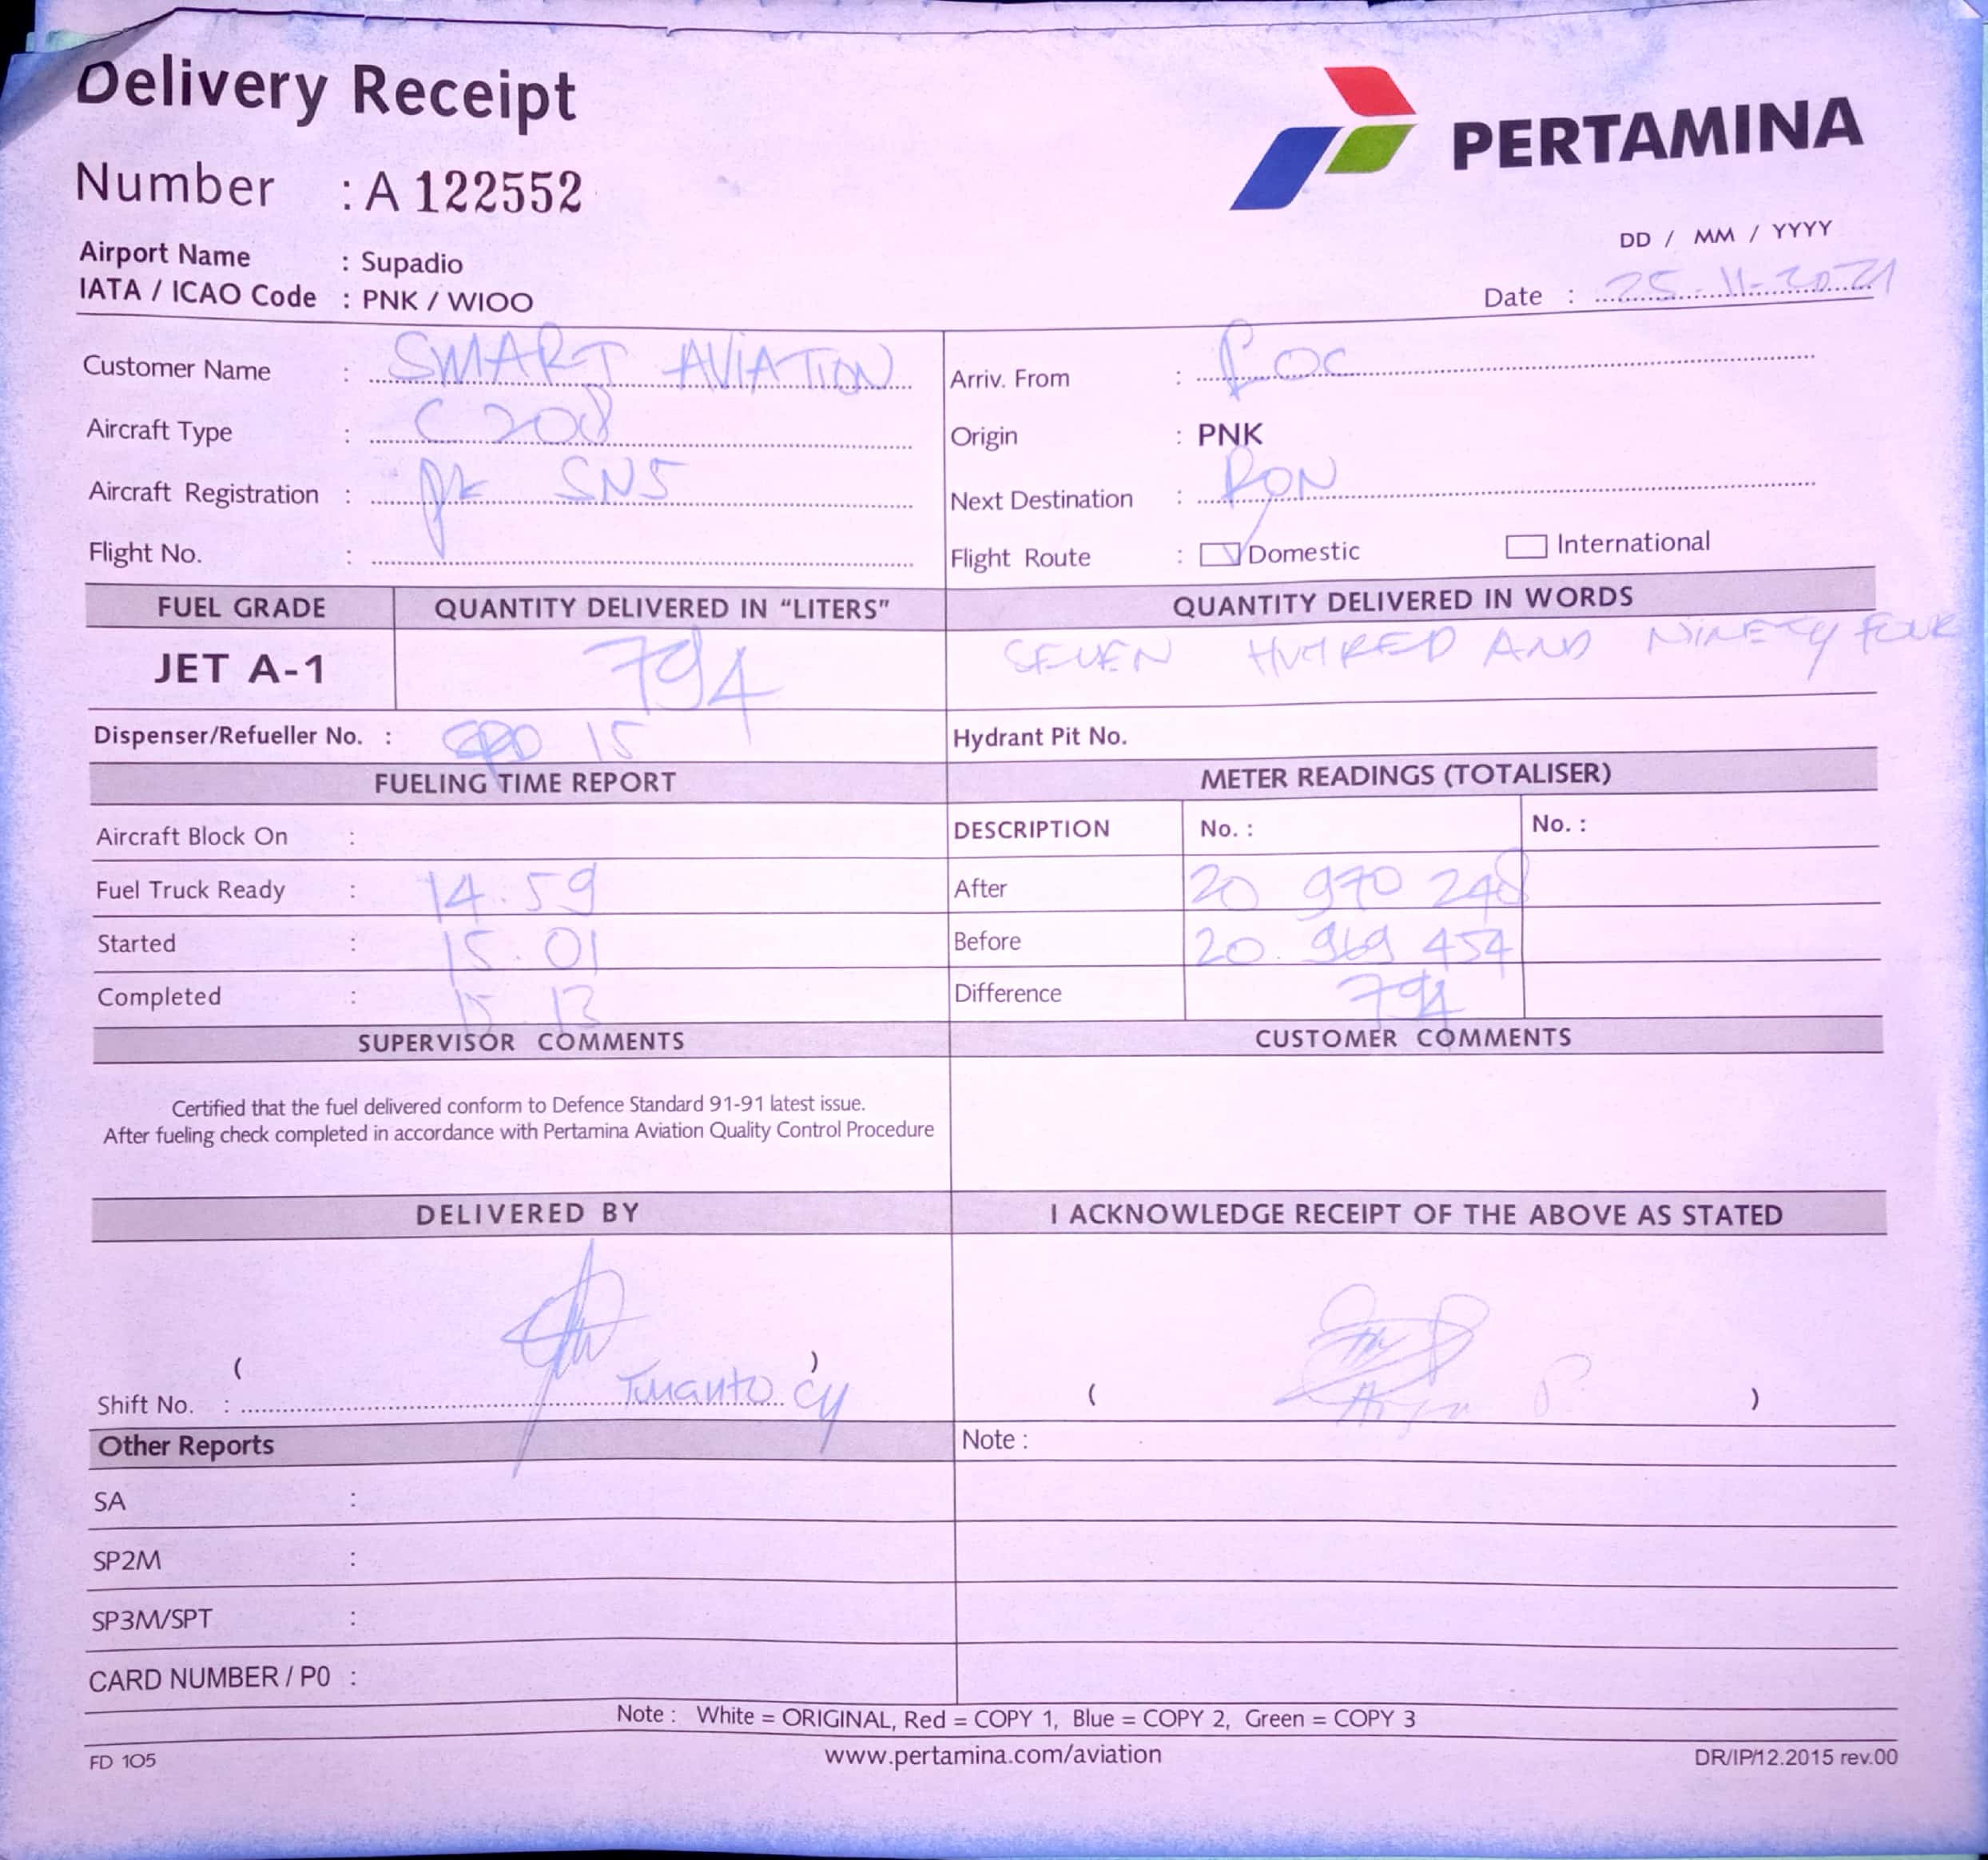 Delivery Receipt
PERTAMINA
Number : A 122552
DD / MM / YYYY
Airport Name : Supadio
IATA / ICAO Code : PNK / WIOO
Date : 25-11-2021
Customer Name : SMART AVIATION
Arriv. From :
Aircraft Type : C 208
Origin : PNK
Aircraft Registration : PK SNS
Next Destination : RON
Flight No. :
Flight Route : Domestic International
FUEL GRADE QUANTITY DELIVERED IN “LITERS” QUANTITY DELIVERED IN WORDS
JET A-1 794 SEVEN HUNRED AND NINETY FOUR
Dispenser/Refueller No. : 15
Hydrant Pit No.
FUELING TIME REPORT METER READINGS (TOTALISER)
Aircraft Block On : DESCRIPTION No. : No. :
Fuel Truck Ready : 14.59 After 20 970 248
Started : 15.01 Before 20. 969 454
Completed : 15 13 Difference 794
SUPERVISOR COMMENTS CUSTOMER COMMENTS
Certified that the fuel delivered conform to Defence Standard 91-91 latest issue.
After fueling check completed in accordance with Pertamina Aviation Quality Control Procedure
DELIVERED BY I ACKNOWLEDGE RECEIPT OF THE ABOVE AS STATED
( )
Shift No. :
( )
Other Reports Note :
SA :
SP2M :
SP3M/SPT :
CARD NUMBER / P0 :
Note : White = ORIGINAL, Red = COPY 1, Blue = COPY 2, Green = COPY 3
FD 105 www.pertamina.com/aviation DR/IP/12.2015 rev.00